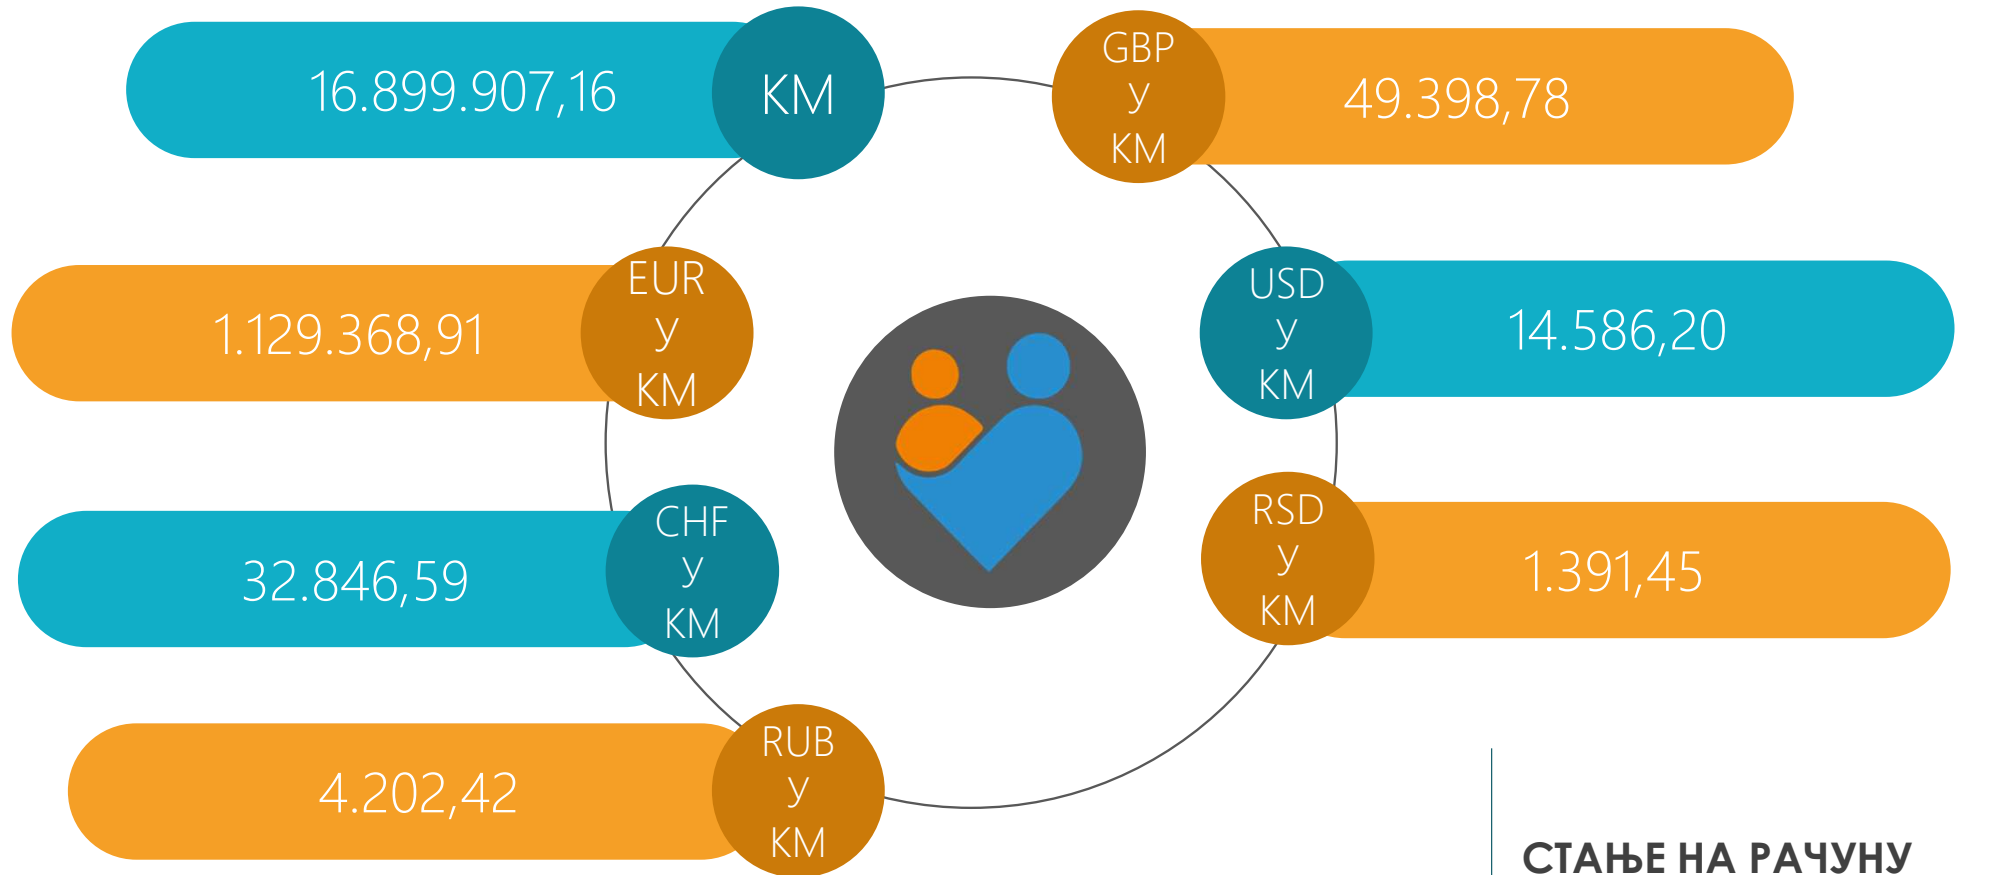 16.899.907,16
КМ
GBP
у
КМ
49.398,78
1.129.368,91
EUR
у
КМ
USD
у
КМ
14.586,20
32.846,59
CHF
у
КМ
RSD
у
КМ
1.391,45
4.202,42
RUB
у
КМ
СТАЊЕ НА РАЧУНУ